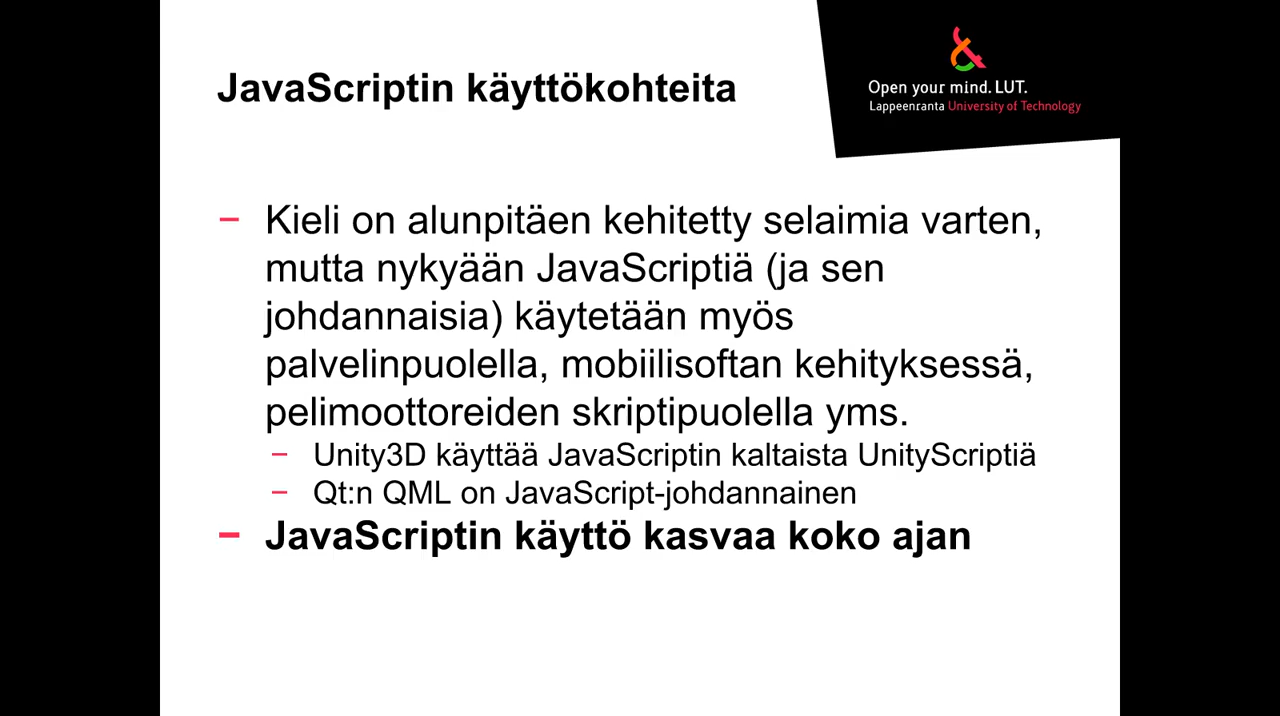 JavaScriptin käyttökohteita
Open your mind. LUT.
Lappeenranta University of Technology
− Kieli on alunpitäen kehitetty selaimia varten,
mutta nykyään JavaScriptiä (ja sen
johdannaisia) käytetään myös
palvelinpuolella, mobiilisoftan kehityksessä,
pelimoottoreiden skriptipuolella yms.
− Unity3D käyttää JavaScriptin kaltaista UnityScriptiä
− Qt:n QML on JavaScript-johdannainen
− JavaScriptin käyttö kasvaa koko ajan